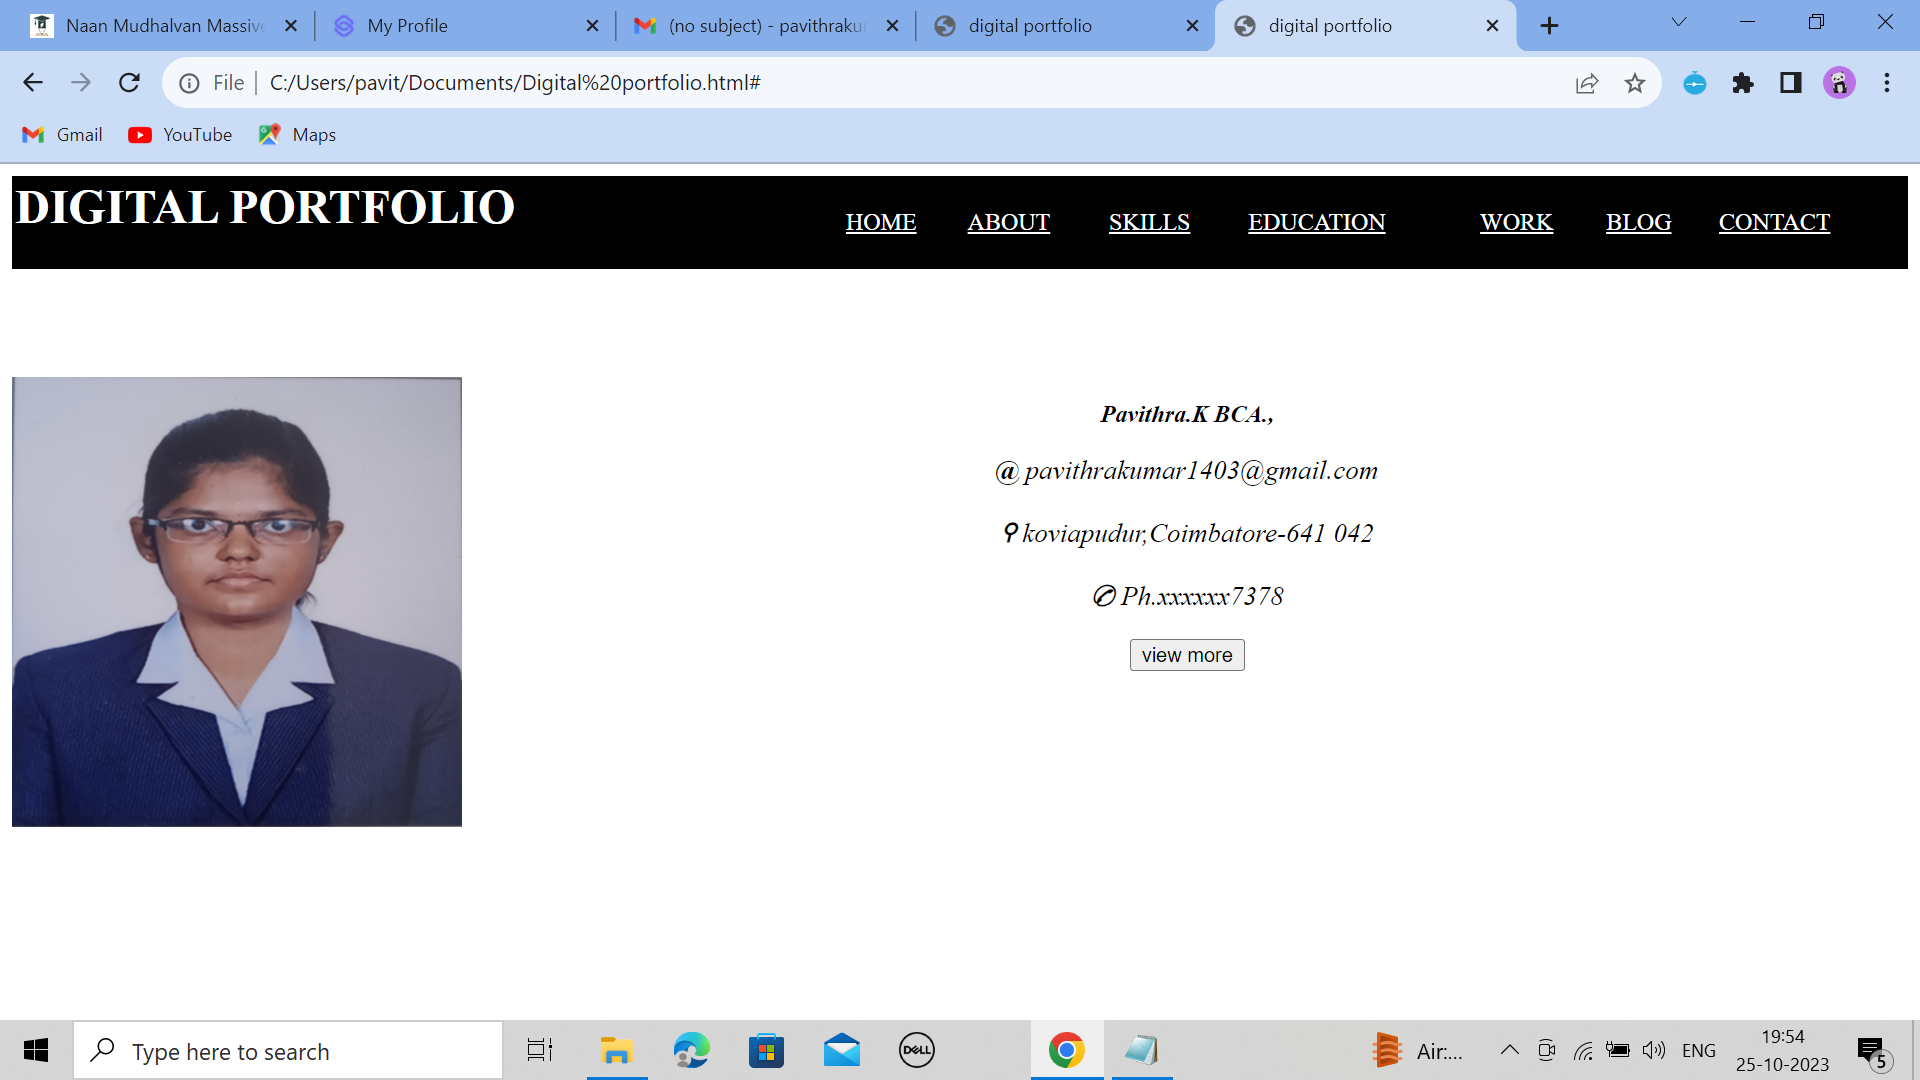 Naan Mudhalvan Massive
My Profile
(no subject) - pavithrakum
digital portfolio
digital portfolio
File
C:/Users/pavit/Documents/Digital%20portfolio.html#
Gmail
YouTube
Maps
DIGITAL PORTFOLIO
HOME
ABOUT
SKILLS
EDUCATION
WORK
BLOG
CONTACT
Pavithra.K BCA.,
@ pavithrakumar1403@gmail.com
koviapudur,Coimbatore-641 042
✆ Ph.xxxxxx7378
view more
Type here to search
DELL
Air:...
ENG
19:54
25-10-2023
5